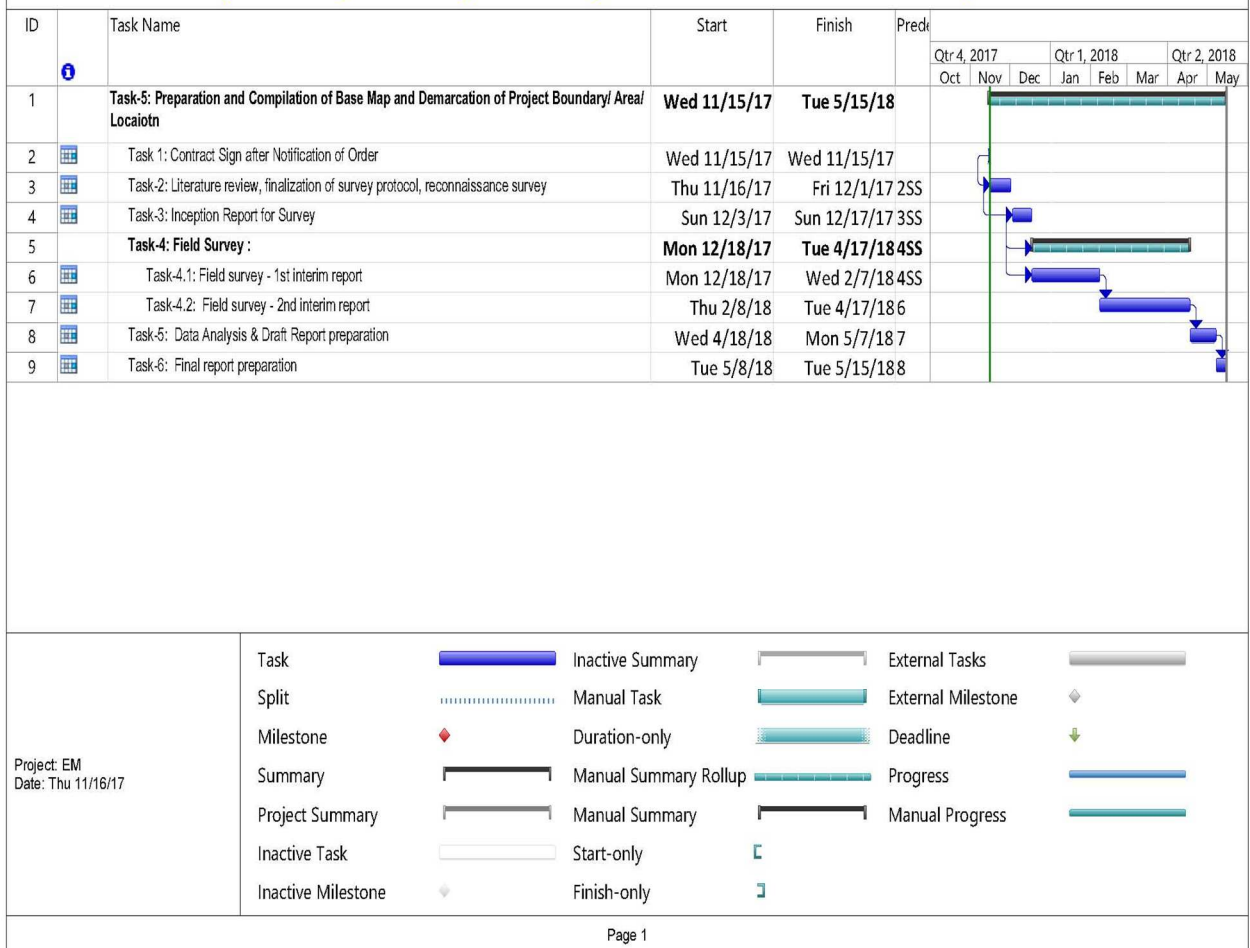 ID Task Name Start Finish Prede
Qtr 4, 2017 Qtr 1, 2018 Qtr 2, 2018
Oct Nov Dec Jan Feb Mar Apr May
1 Task-5: Preparation and Compilation of Base Map and Demarcation of Project Boundary/ Area/ Wed 11/15/17 Tue 5/15/18
Locaiotn
2 Task 1: Contract Sign after Notification of Order Wed 11/15/17 Wed 11/15/17
3 Task-2: Literature review, finalization of survey protocol, reconnaissance survey Thu 11/16/17 Fri 12/1/17 2SS
4 Task-3: Inception Report for Survey Sun 12/3/17 Sun 12/17/17 3SS
5 Task-4: Field Survey : Mon 12/18/17 Tue 4/17/18 4SS
6 Task-4.1: Field survey - 1st interim report Mon 12/18/17 Wed 2/7/18 4SS
7 Task-4.2: Field survey - 2nd interim report Thu 2/8/18 Tue 4/17/18 6
8 Task-5: Data Analysis & Draft Report preparation Wed 4/18/18 Mon 5/7/18 7
9 Task-6: Final report preparation Tue 5/8/18 Tue 5/15/18 8
Project: EM
Date: Thu 11/16/17
Task Inactive Summary External Tasks
Split Manual Task External Milestone
Milestone Duration-only Deadline
Summary Manual Summary Rollup Progress
Project Summary Manual Summary Manual Progress
Inactive Task Start-only
Inactive Milestone Finish-only
Page 1